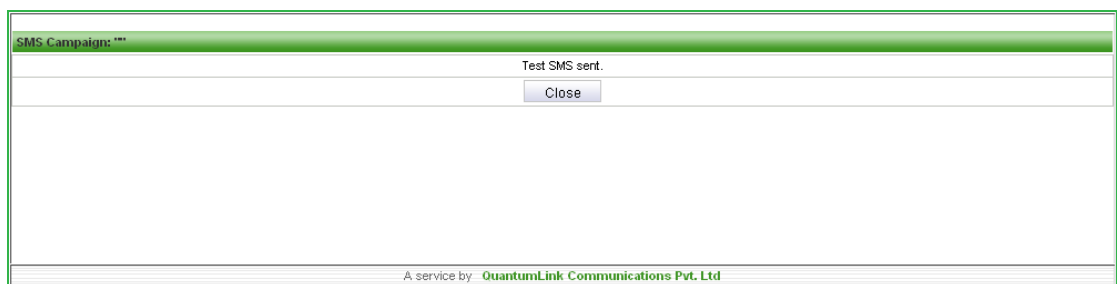 SMS Campaign: ""
Test SMS sent.
Close
A service by QuantumLink Communications Pvt. Ltd